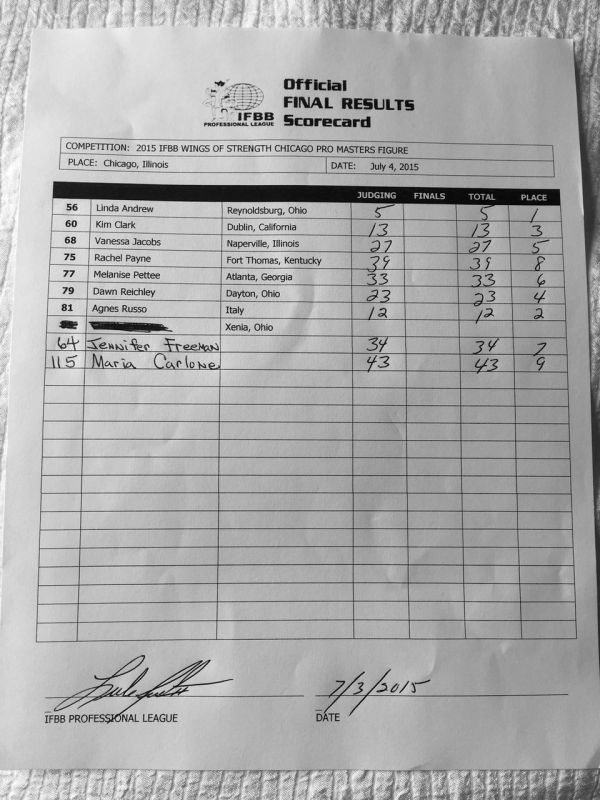 Official
FINAL RESULTS
Scorecard
IFBB
PROFESSIONAL LEAGUE
COMPETITION: 2015 IFBB WINGS OF STRENGTH CHICAGO PRO MASTERS FIGURE
PLACE: Chicago, Illinois DATE: July 4, 2015
JUDGING FINALS TOTAL PLACE
56 Linda Andrew Reynoldsburg, Ohio 5 5 1
60 Kim Clark Dublin, California 13 13 3
68 Vanessa Jacobs Naperville, Illinois 27 27 5
75 Rachel Payne Fort Thomas, Kentucky 39 39 8
77 Melanise Pettee Atlanta, Georgia 33 33 6
79 Dawn Reichley Dayton, Ohio 23 23 4
81 Agnes Russo Italy 12 12 2
Xenia, Ohio
64 Jennifer Freeman 34 34 7
115 Maria Carlone 43 43 9
7/3/2015
IFBB PROFESSIONAL LEAGUE DATE